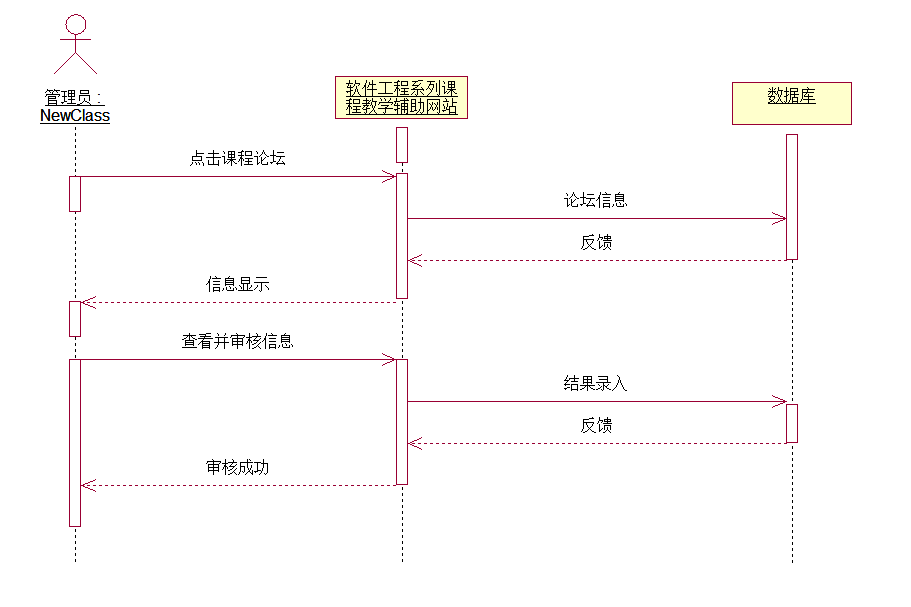 管理员 :
NewClass
软件工程系列课
程教学辅助网站
数据库
点击课程论坛
论坛信息
反馈
信息显示
查看并审核信息
结果录入
反馈
审核成功